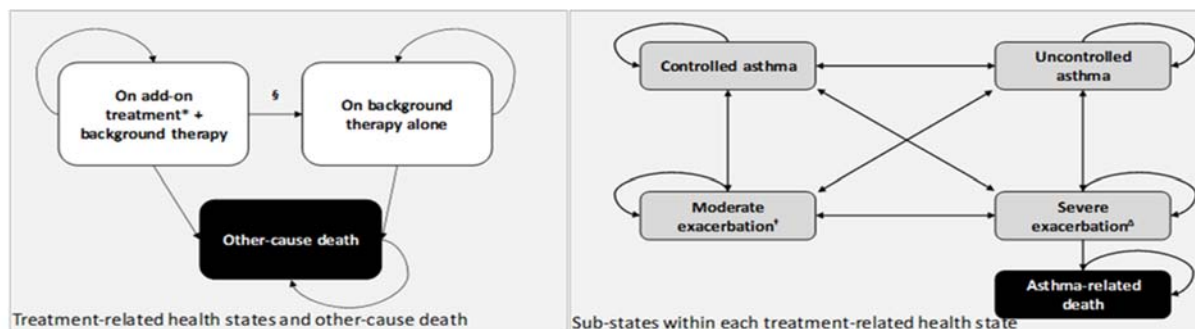 On add-on
treatment* +
background therapy
§
On background
therapy alone
Other-cause death
Treatment-related health states and other-cause death
Controlled asthma
Uncontrolled
asthma
Moderate
exacerbation†
Severe
exacerbationᐞ
Asthma-related
death
Sub-states within each treatment-related health state